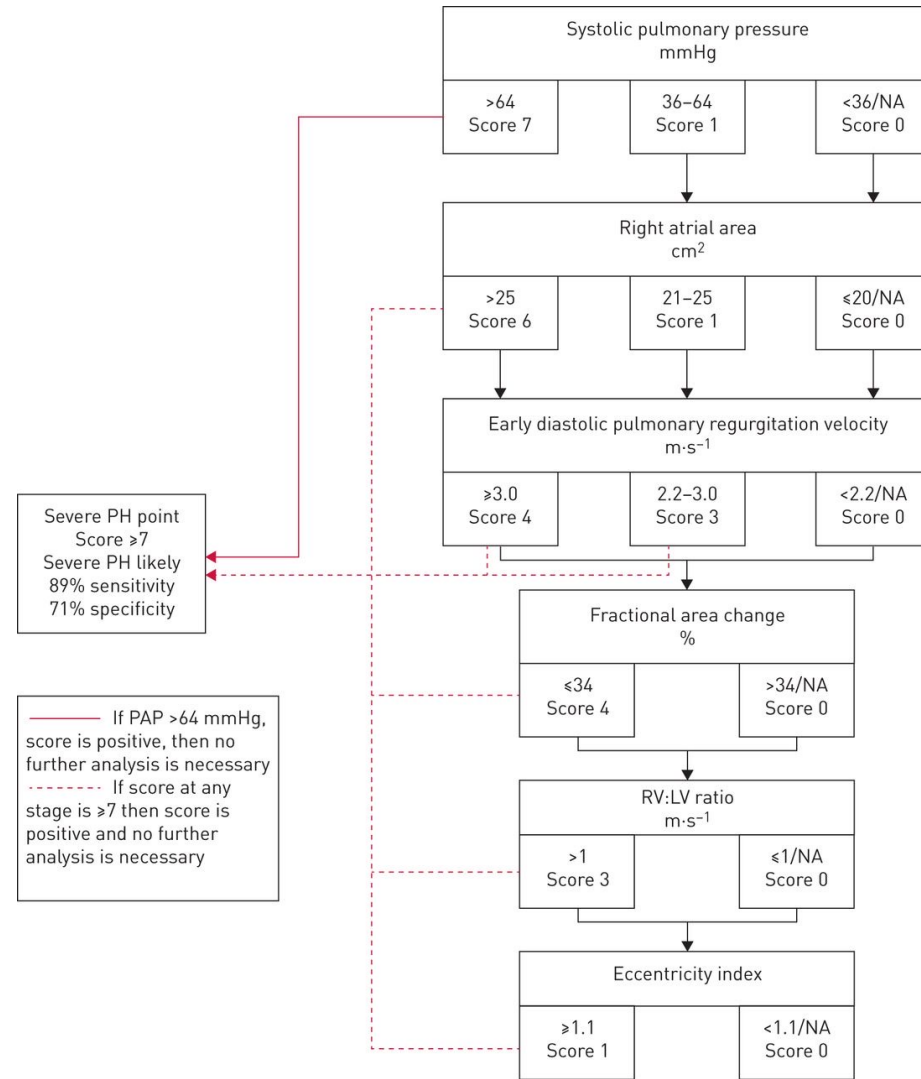 Systolic pulmonary pressure
mmHg
>64
Score 7
36–64
Score 1
<36/NA
Score 0
Right atrial area
cm²
>25
Score 6
21–25
Score 1
⩽20/NA
Score 0
Early diastolic pulmonary regurgitation velocity
m·s⁻¹
⩾3.0
Score 4
2.2–3.0
Score 3
<2.2/NA
Score 0
Severe PH point
Score ⩾7
Severe PH likely
89% sensitivity
71% specificity
Fractional area change
%
⩽34
Score 4
>34/NA
Score 0
If PAP >64 mmHg,
score is positive, then no
further analysis is necessary
If score at any
stage is ⩾7 then score is
positive and no further
analysis is necessary
RV:LV ratio
m·s⁻¹
>1
Score 3
⩽1/NA
Score 0
Eccentricity index
⩾1.1
Score 1
<1.1/NA
Score 0